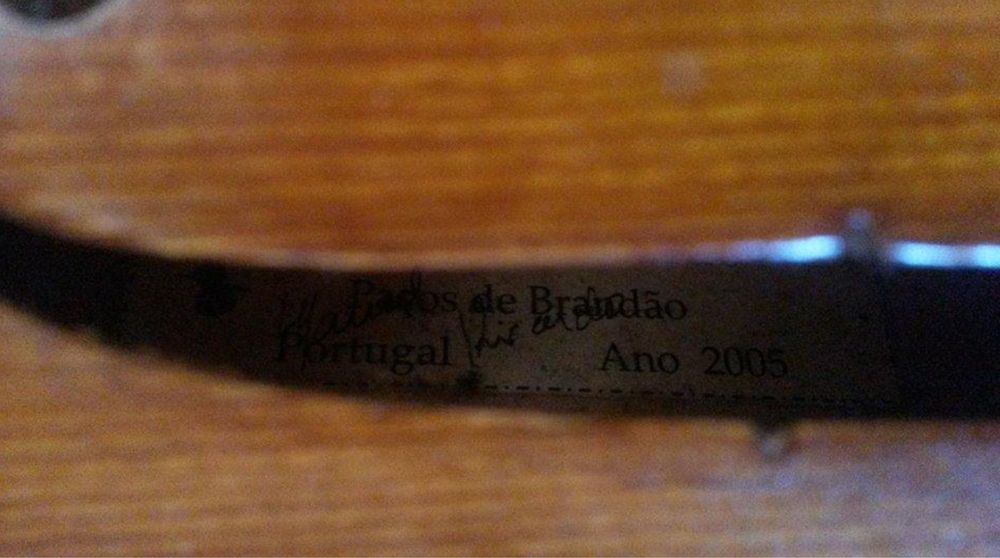 Paços de Brandão
Portugal Ano 2005